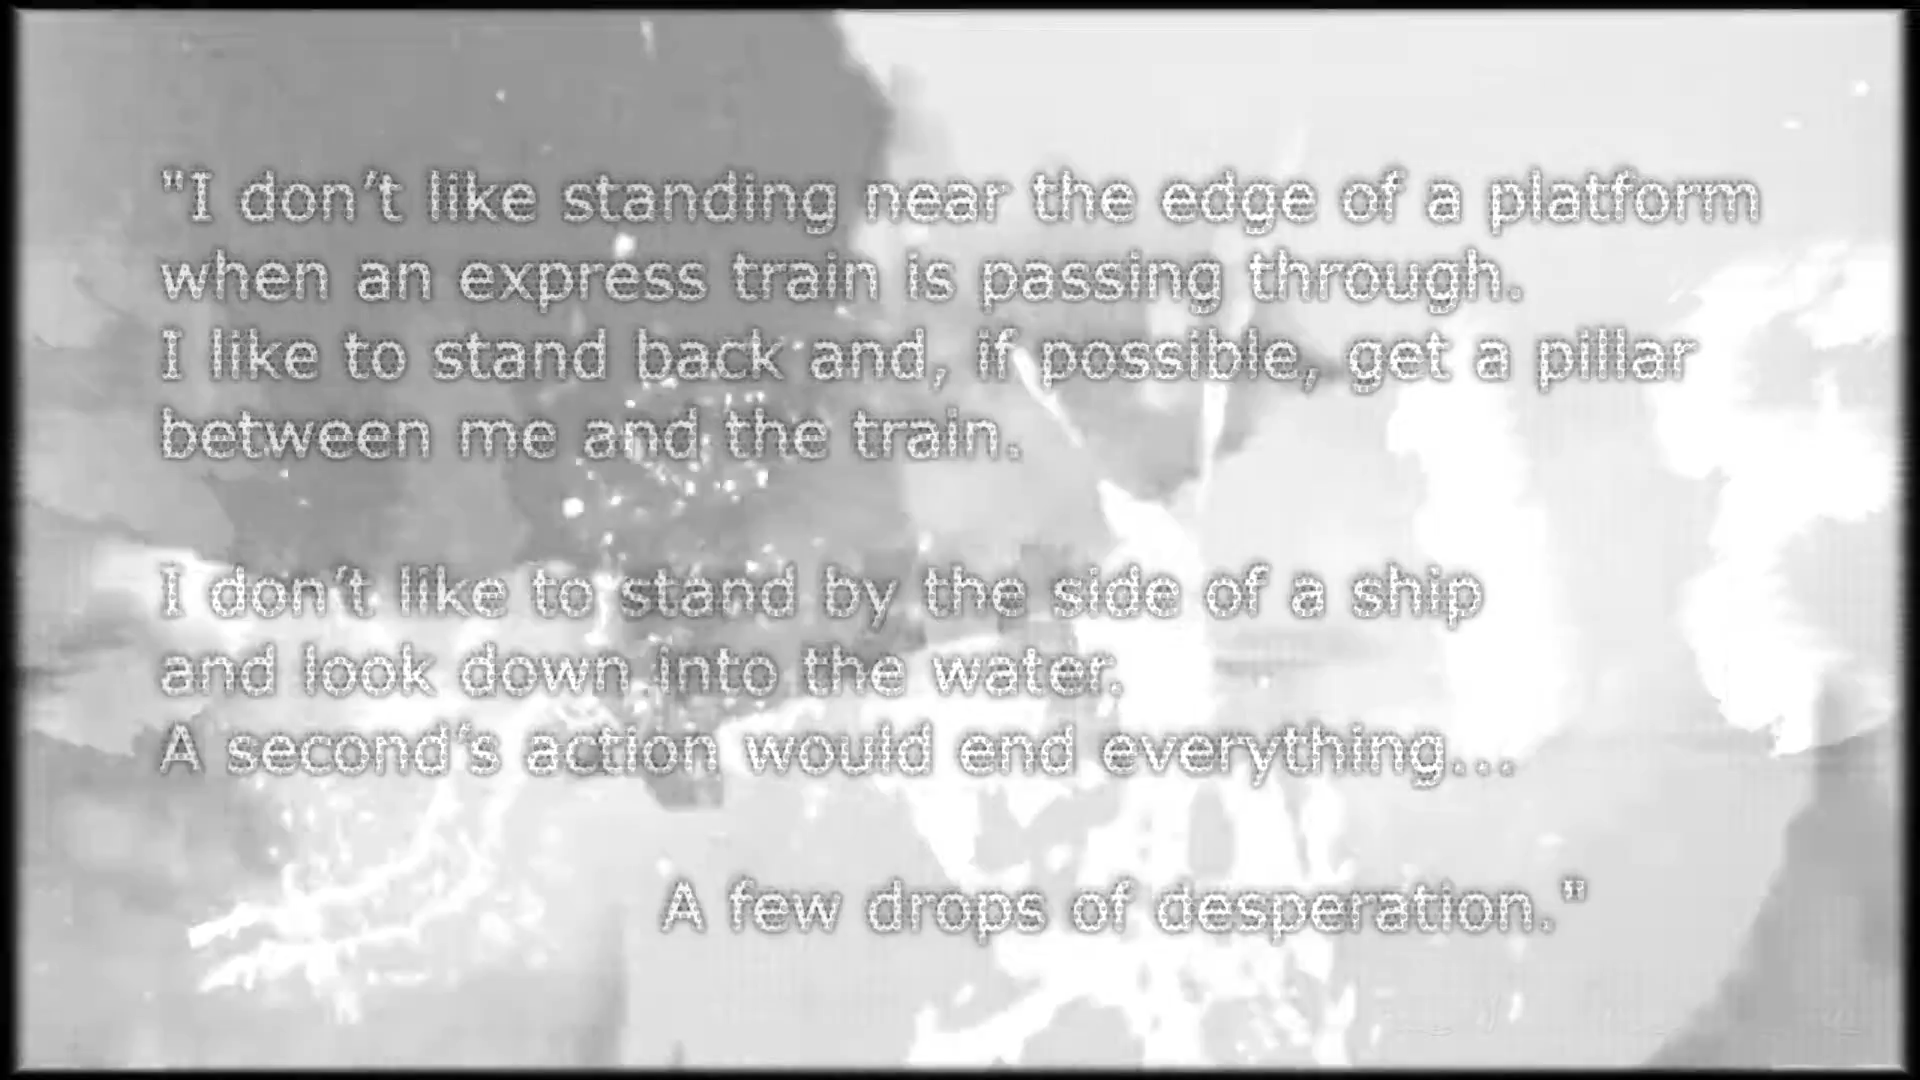 "I don't like standing near the edge of a platform
when an express train is passing through.
I like to stand back and, if possible, get a pillar
between me and the train.
I don't like to stand by the side of a ship
and look down into the water.
A second's action would end everything...
A few drops of desperation."